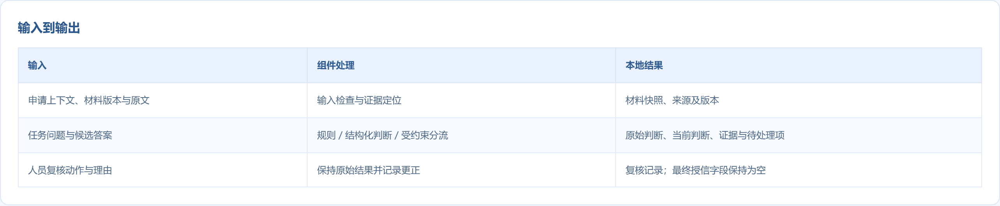 输入到输出
输入 组件处理 本地结果
申请上下文、材料版本与原文 输入检查与证据定位 材料快照、来源及版本
任务问题与候选答案 规则 / 结构化判断 / 受约束分流 原始判断、当前判断、证据与待处理项
人员复核动作与理由 保持原始结果并记录更正 复核记录；最终授信字段保持为空